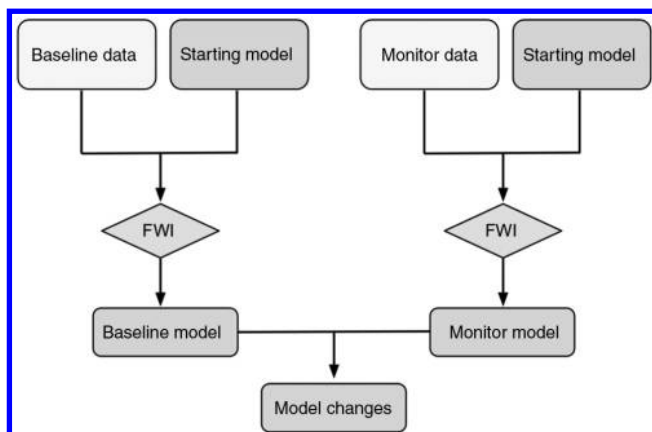 Baseline data
Starting model
Monitor data
Starting model
FWI
FWI
Baseline model
Monitor model
Model changes